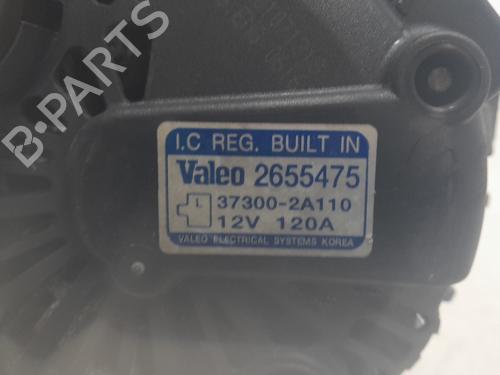 B-PARTS
I.C REG. BUILT IN
Valeo 2655475
L 37300-2A110
12V 120A
VALEO ELECTRICAL SYSTEMS KOREA